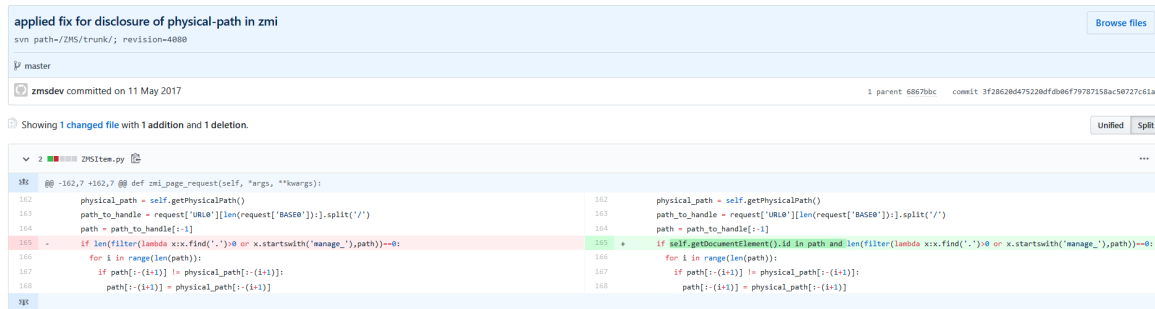 applied fix for disclosure of physical-path in zmi
Browse files
svn path=/ZMS/trunk/; revision=4080
master
zmsdev committed on 11 May 2017
1 parent 6867bbc commit 3f28620d475220dfdb06f79787158ac50727c61a
Showing 1 changed file with 1 addition and 1 deletion.
Unified Split
2 ZMSItem.py
@@ -162,7 +162,7 @@ def zmi_page_request(self, *args, **kwargs):
162 physical_path = self.getPhysicalPath()
163 path_to_handle = request['URL0'][len(request['BASE0']):].split('/')
164 path = path_to_handle[:-1]
165 - if len(filter(lambda x:x.find('.')>0 or x.startswith('manage_'),path))==0:
166 for i in range(len(path)):
167 if path[:-(i+1)] != physical_path[:-(i+1)]:
168 path[:-(i+1)] = physical_path[:-(i+1)]
162 physical_path = self.getPhysicalPath()
163 path_to_handle = request['URL0'][len(request['BASE0']):].split('/')
164 path = path_to_handle[:-1]
165 + if self.getDocumentElement().id in path and len(filter(lambda x:x.find('.')>0 or x.startswith('manage_'),path))==0:
166 for i in range(len(path)):
167 if path[:-(i+1)] != physical_path[:-(i+1)]:
168 path[:-(i+1)] = physical_path[:-(i+1)]